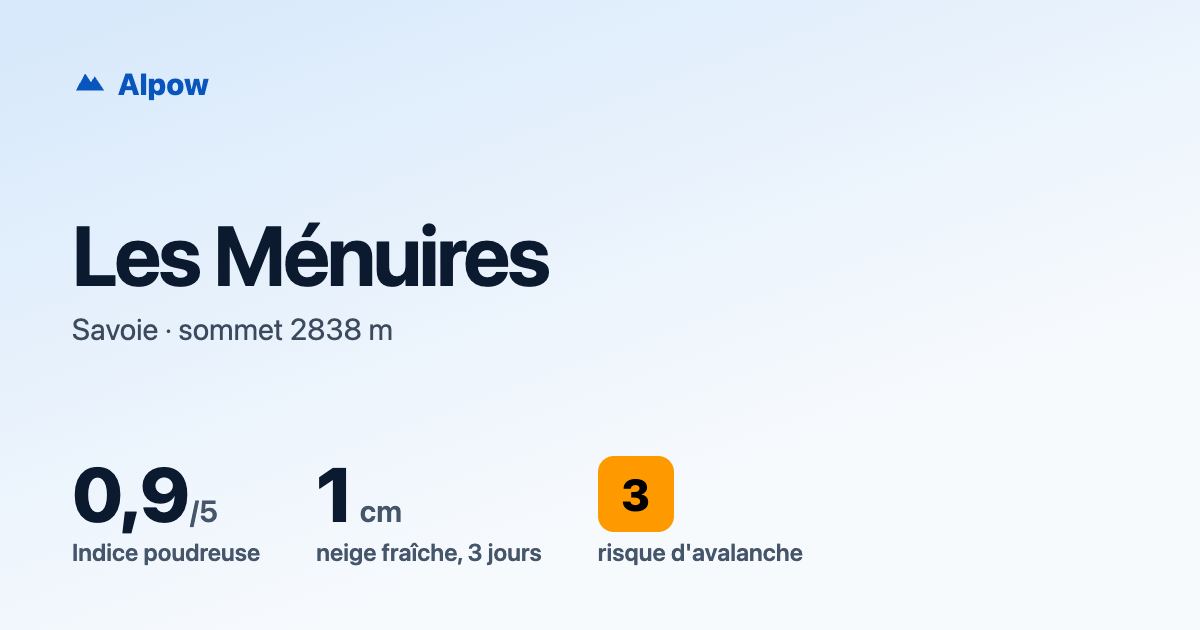 Alpow
Les Ménuires
Savoie · sommet 2838 m
0,9/5
Indice poudreuse
1 cm
neige fraîche, 3 jours
3
risque d'avalanche